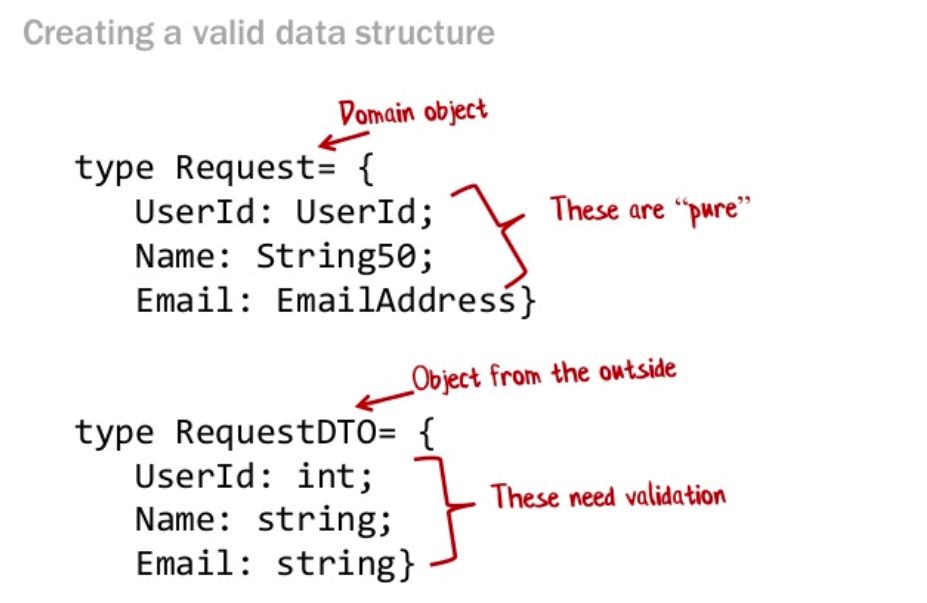 Creating a valid data structure
Domain object
type Request= {
UserId: UserId;
Name: String50;
Email: EmailAddress}
These are “pure”
Object from the outside
type RequestDTO= {
UserId: int;
Name: string;
Email: string}
These need validation